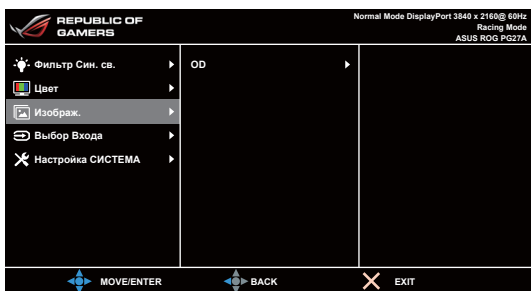 REPUBLIC OF
GAMERS
Normal Mode DisplayPort 3840 x 2160@ 60Hz
Racing Mode
ASUS ROG PG27A
Фильтр Син. св.
OD
Цвет
Изображ.
Выбор Входа
Настройка СИСТЕМА
MOVE/ENTER BACK EXIT